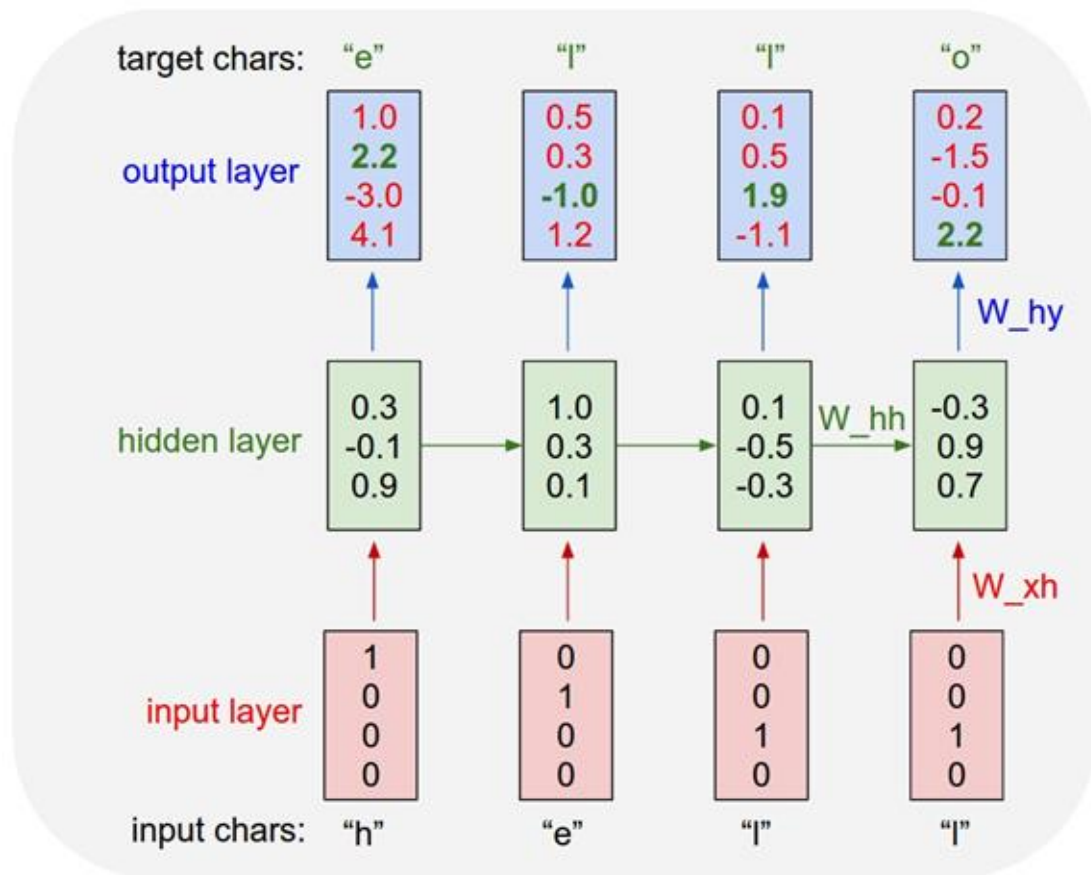 target chars: “e” “l” “l” “o”
1.0 0.5 0.1 0.2
2.2 0.3 0.5 -1.5
output layer
-3.0 -1.0 1.9 -0.1
4.1 1.2 -1.1 2.2
W_hy
0.3 1.0 0.1 -0.3
W_hh
hidden layer
-0.1 0.3 -0.5 0.9
0.9 0.1 -0.3 0.7
W_xh
1 0 0 0
0 1 0 0
input layer
0 0 1 1
0 0 0 0
input chars: “h” “e” “l” “l”